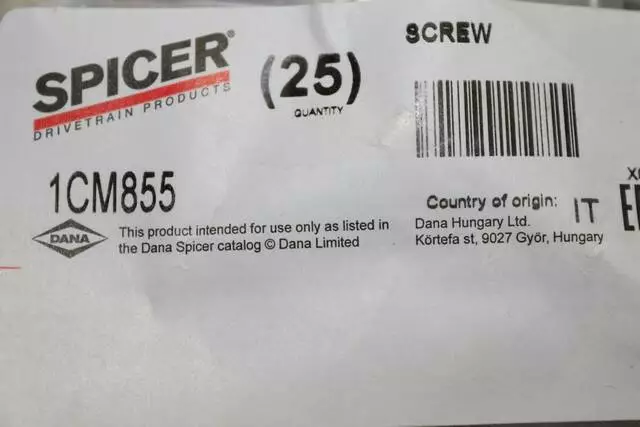 SPICER®
DRIVETRAIN PRODUCTS
(25)
QUANTITY
SCREW
1CM855
DANA
This product intended for use only as listed in
the Dana Spicer catalog © Dana Limited
Country of origin: IT
Dana Hungary Ltd.
Körtefa st, 9027 Győr, Hungary